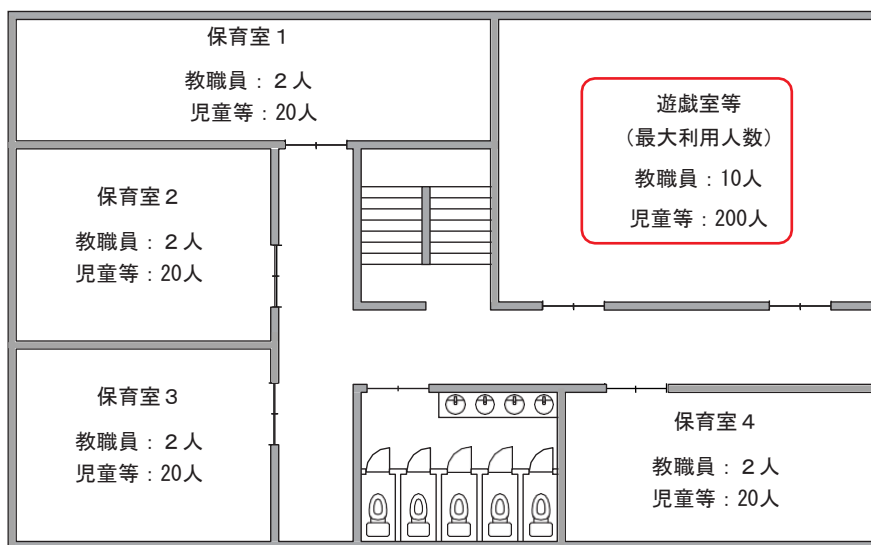 保育室１
教職員：２人
児童等：20人
遊戯室等
（最大利用人数）
教職員：10人
児童等：200人
保育室２
教職員：２人
児童等：20人
保育室３
教職員：２人
児童等：20人
保育室４
教職員：２人
児童等：20人